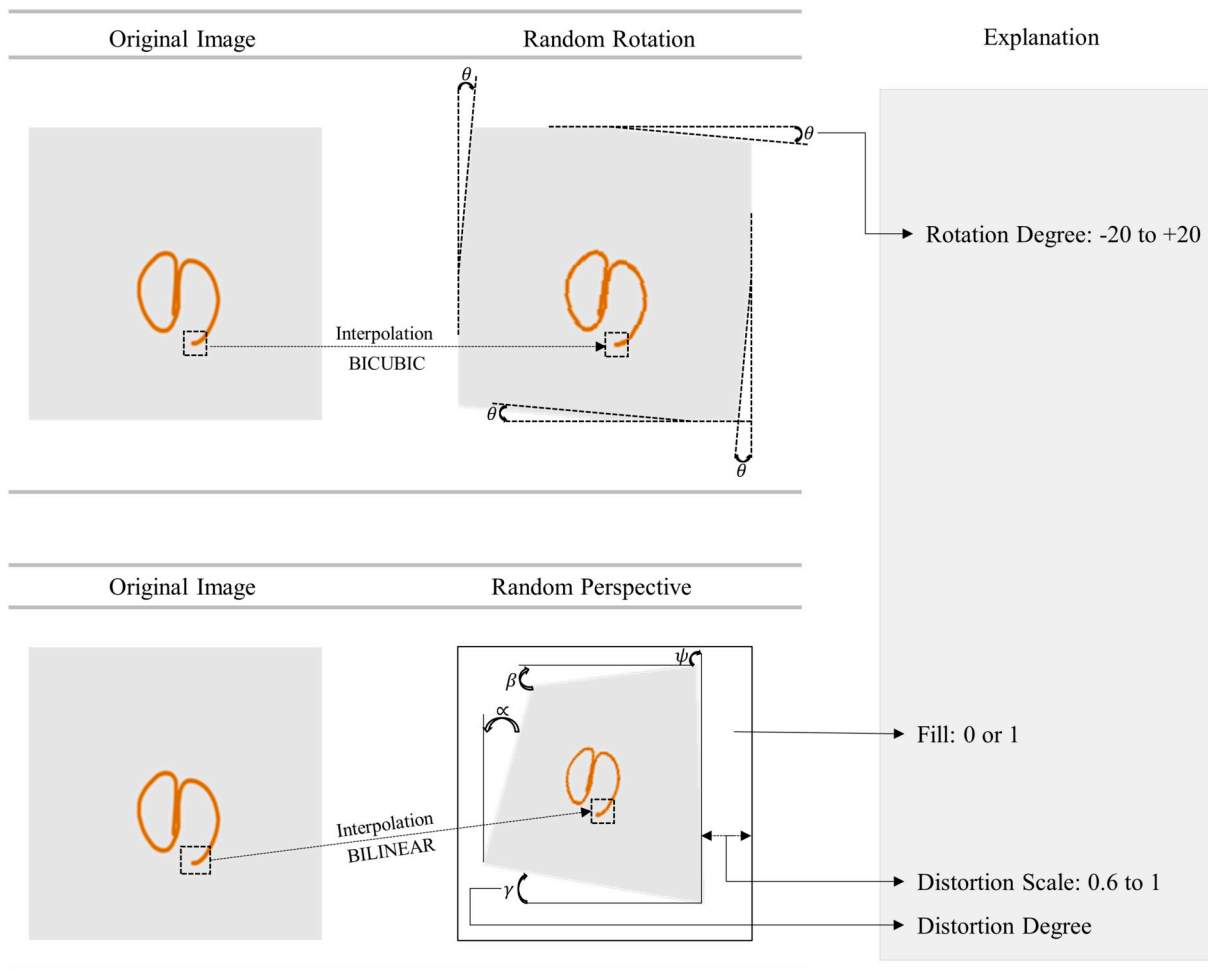 Original Image
Random Rotation
Explanation
θ
θ
Rotation Degree: -20 to +20
Interpolation
BICUBIC
θ
θ
Original Image
Random Perspective
ψ
β
∝
Fill: 0 or 1
Interpolation
BILINEAR
γ
Distortion Scale: 0.6 to 1
Distortion Degree